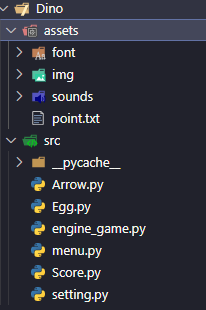 Dino
assets
font
img
sounds
point.txt
src
__pycache__
Arrow.py
Egg.py
engine_game.py
menu.py
Score.py
setting.py